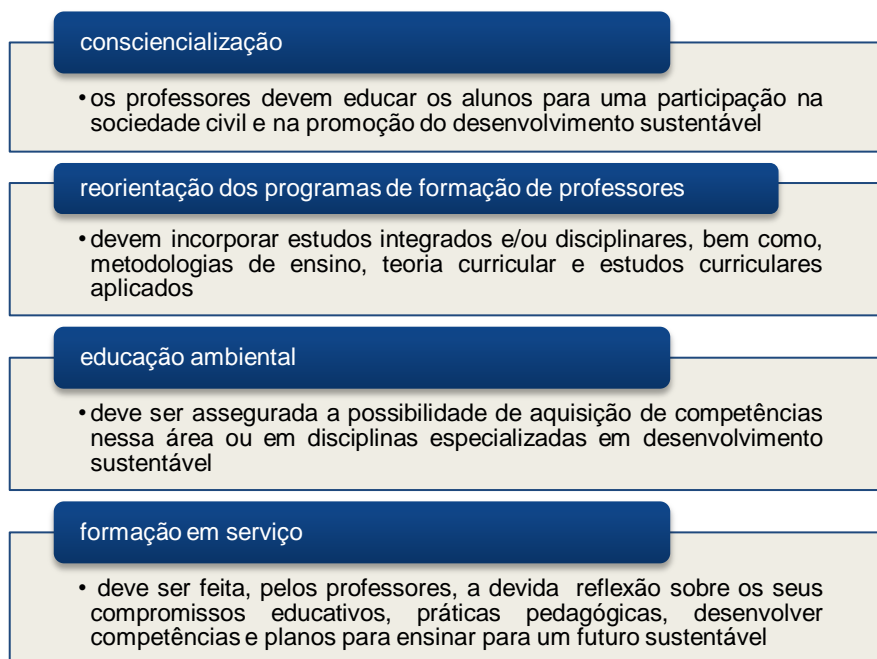 consciencialização
• os professores devem educar os alunos para uma participação na
sociedade civil e na promoção do desenvolvimento sustentável
reorientação dos programas de formação de professores
• devem incorporar estudos integrados e/ou disciplinares, bem como,
metodologias de ensino, teoria curricular e estudos curriculares
aplicados
educação ambiental
• deve ser assegurada a possibilidade de aquisição de competências
nessa área ou em disciplinas especializadas em desenvolvimento
sustentável
formação em serviço
• deve ser feita, pelos professores, a devida reflexão sobre os seus
compromissos educativos, práticas pedagógicas, desenvolver
competências e planos para ensinar para um futuro sustentável